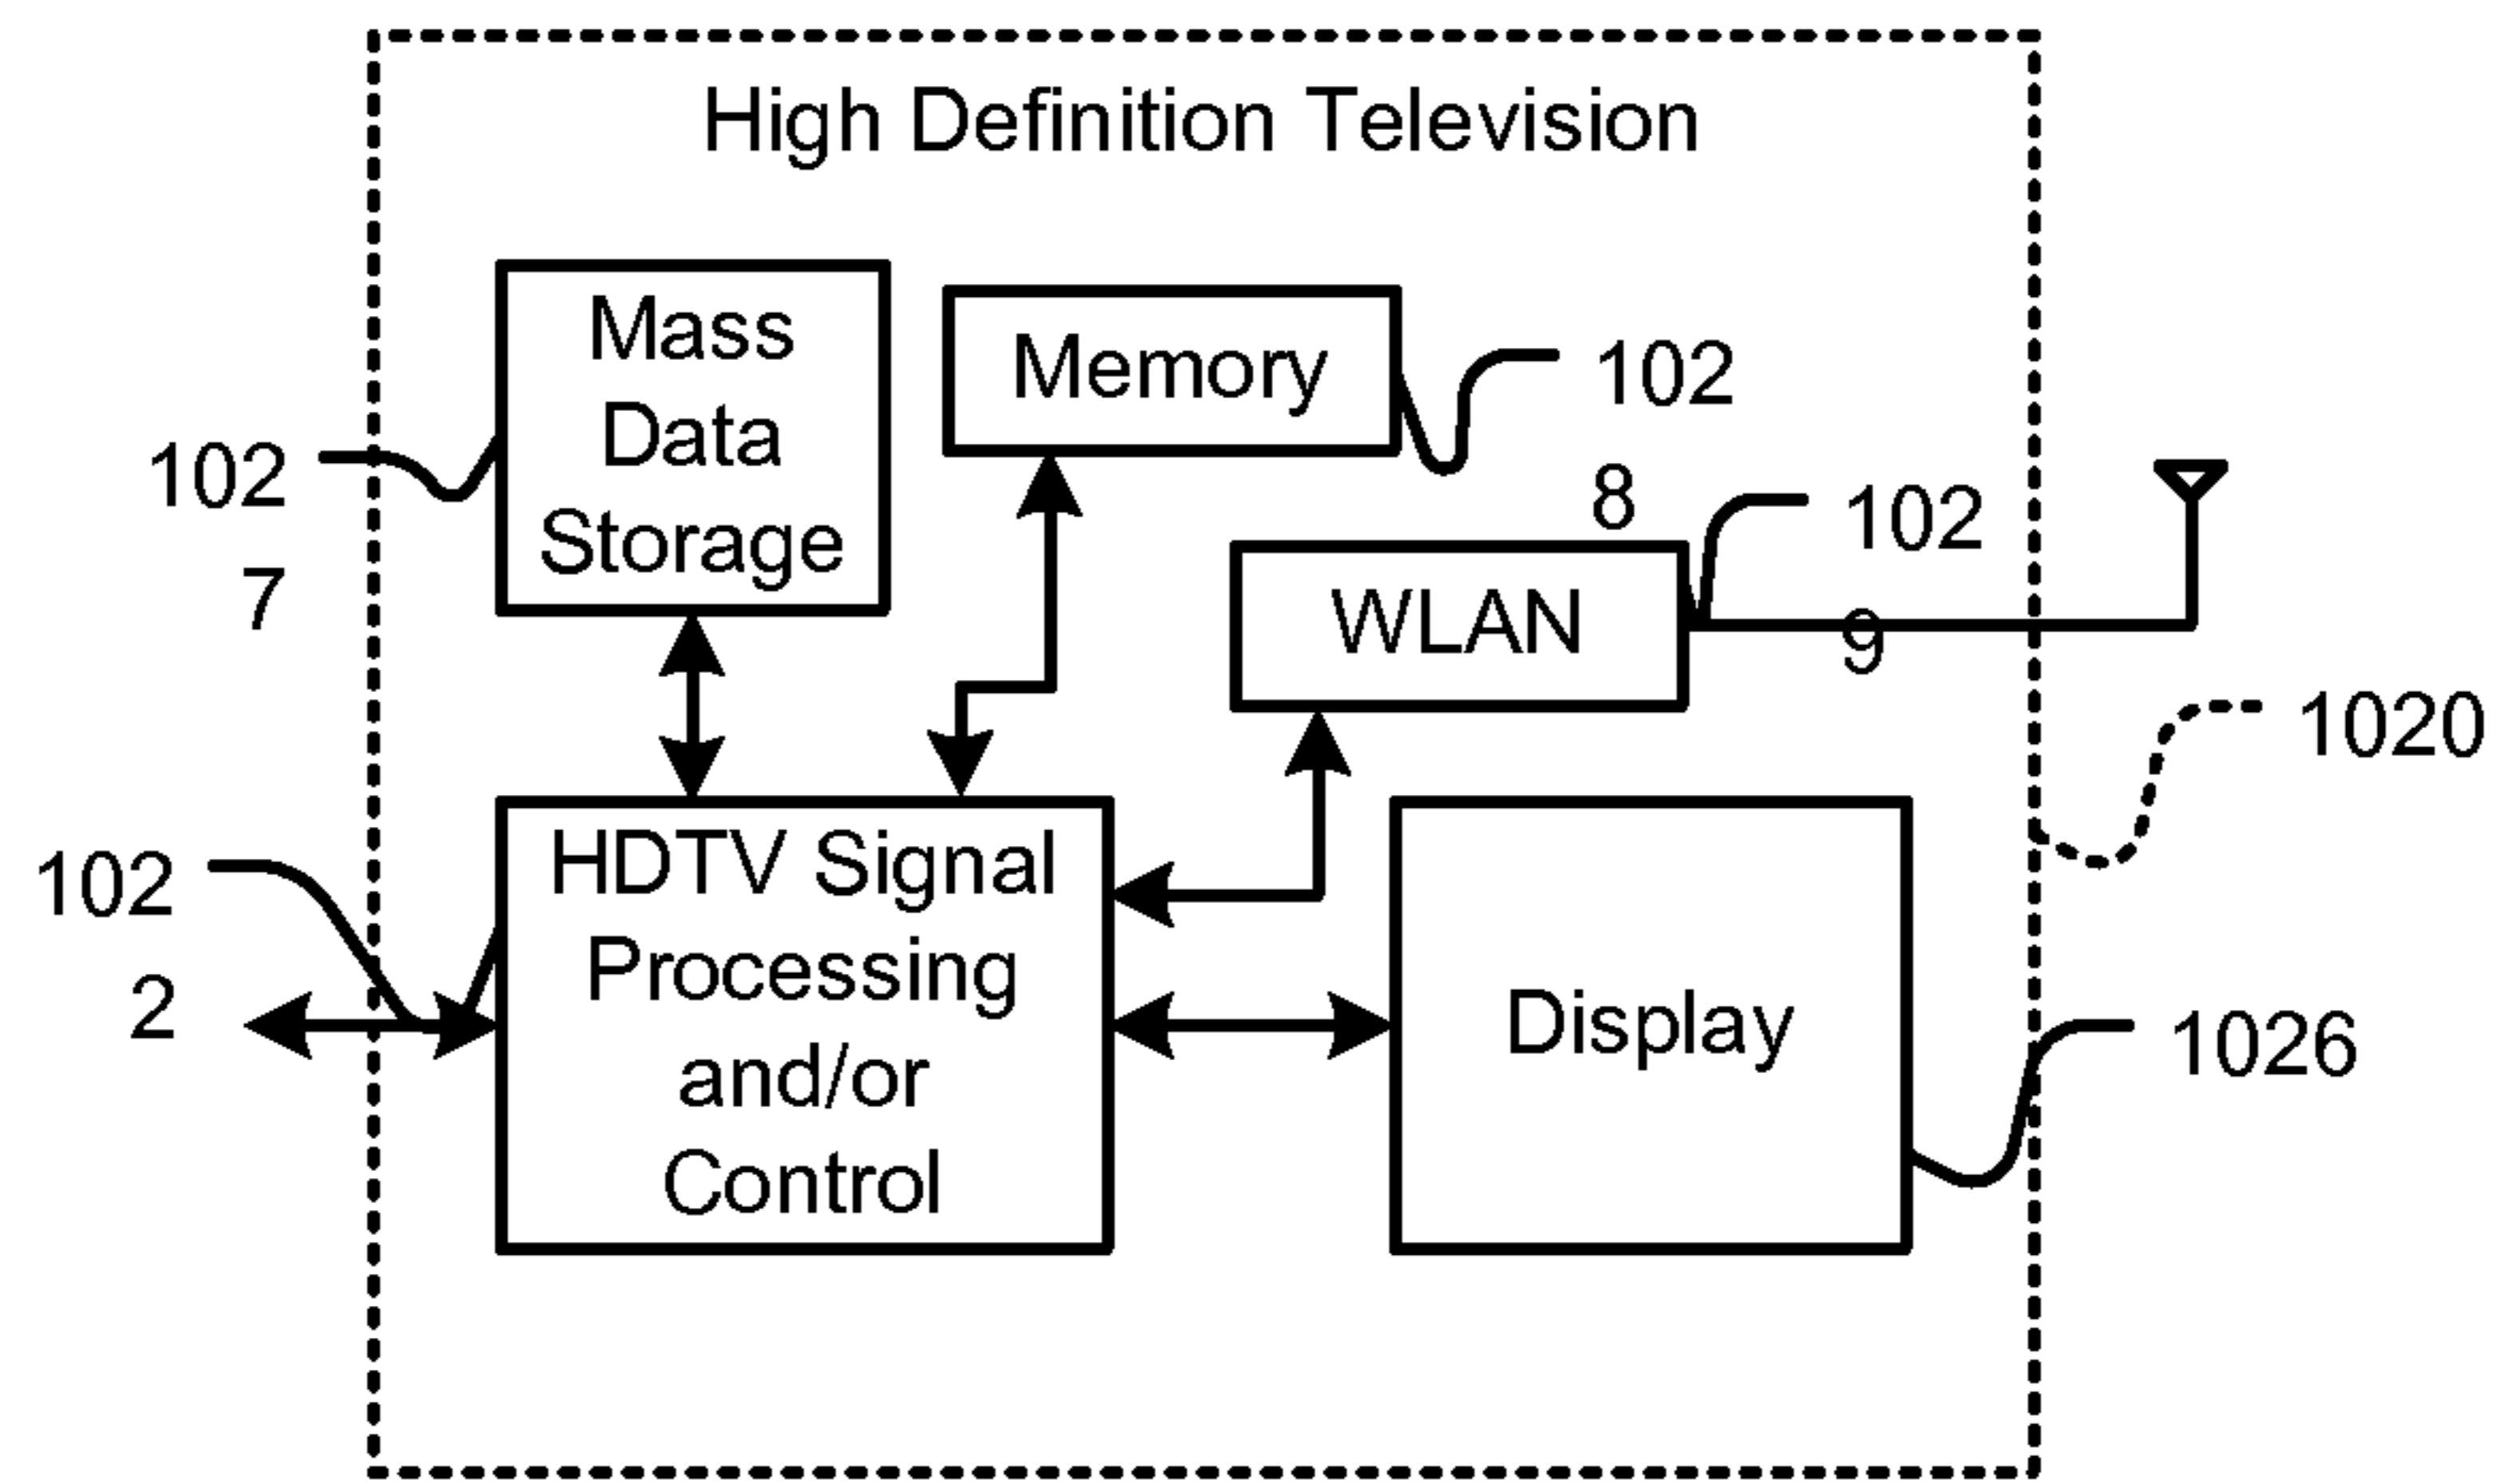 High Definition Television
Mass
Data
Storage
Memory
102
8
102
7
102
9
WLAN
1020
HDTV Signal
Processing
and/or
Control
102
2
Display
1026